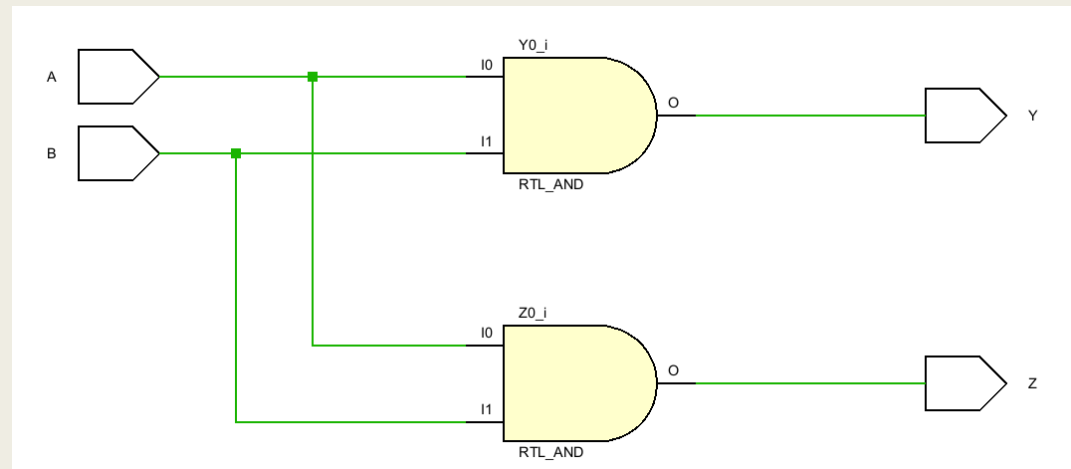 Y0_i
A
I0
O
Y
B
I1
RTL_AND
Z0_i
I0
O
Z
I1
RTL_AND